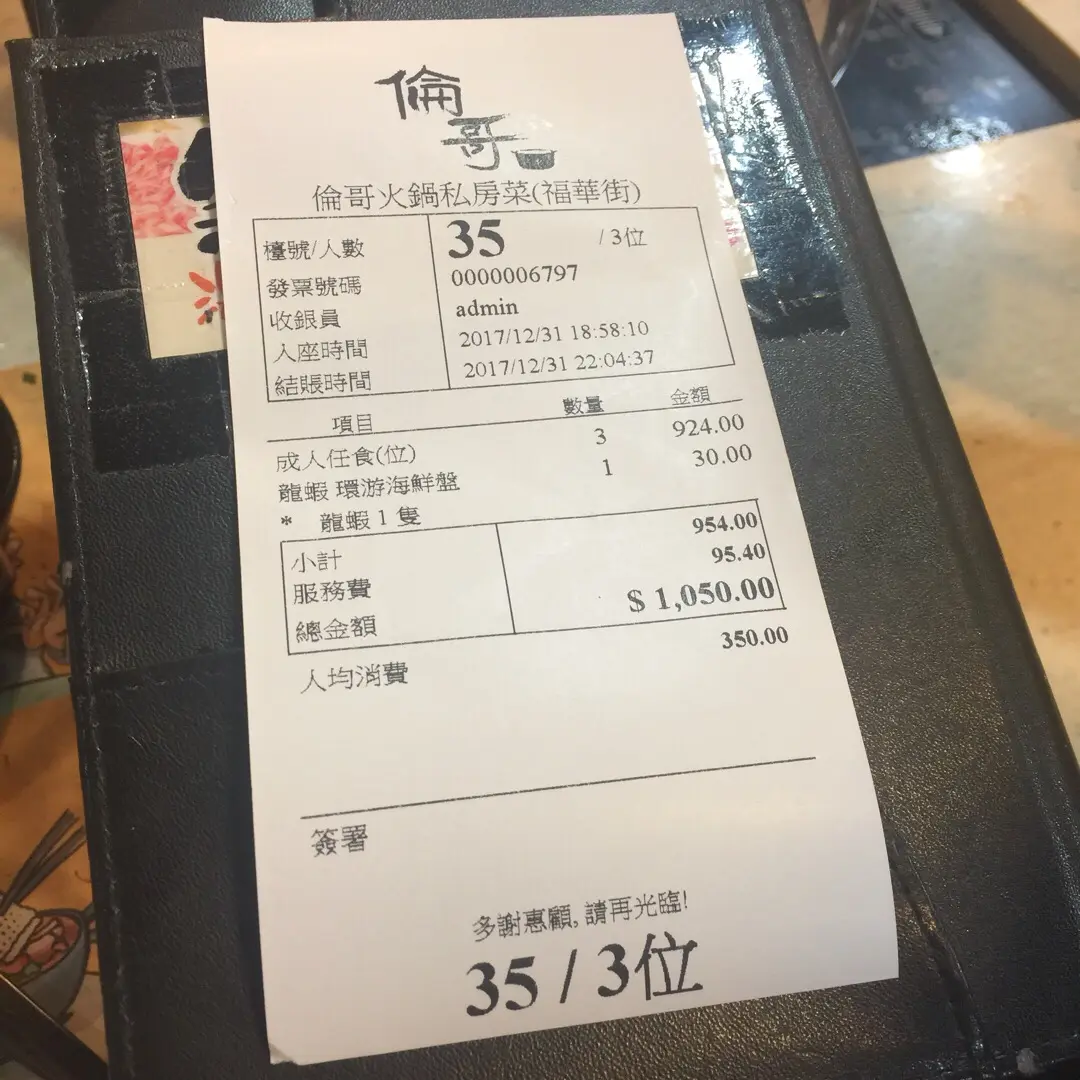 倫
哥
倫哥火鍋私房菜(福華街)
檯號/人數 35 / 3位
發票號碼 0000006797
收銀員 admin
入座時間 2017/12/31 18:58:10
結賬時間 2017/12/31 22:04:37
項目 數量 金額
成人任食(位) 3 924.00
龍蝦 環游海鮮盤 1 30.00
* 龍蝦 1 隻
小計 954.00
服務費 95.40
總金額 $ 1,050.00
人均消費 350.00
簽署
多謝惠顧, 請再光臨!
35 / 3位